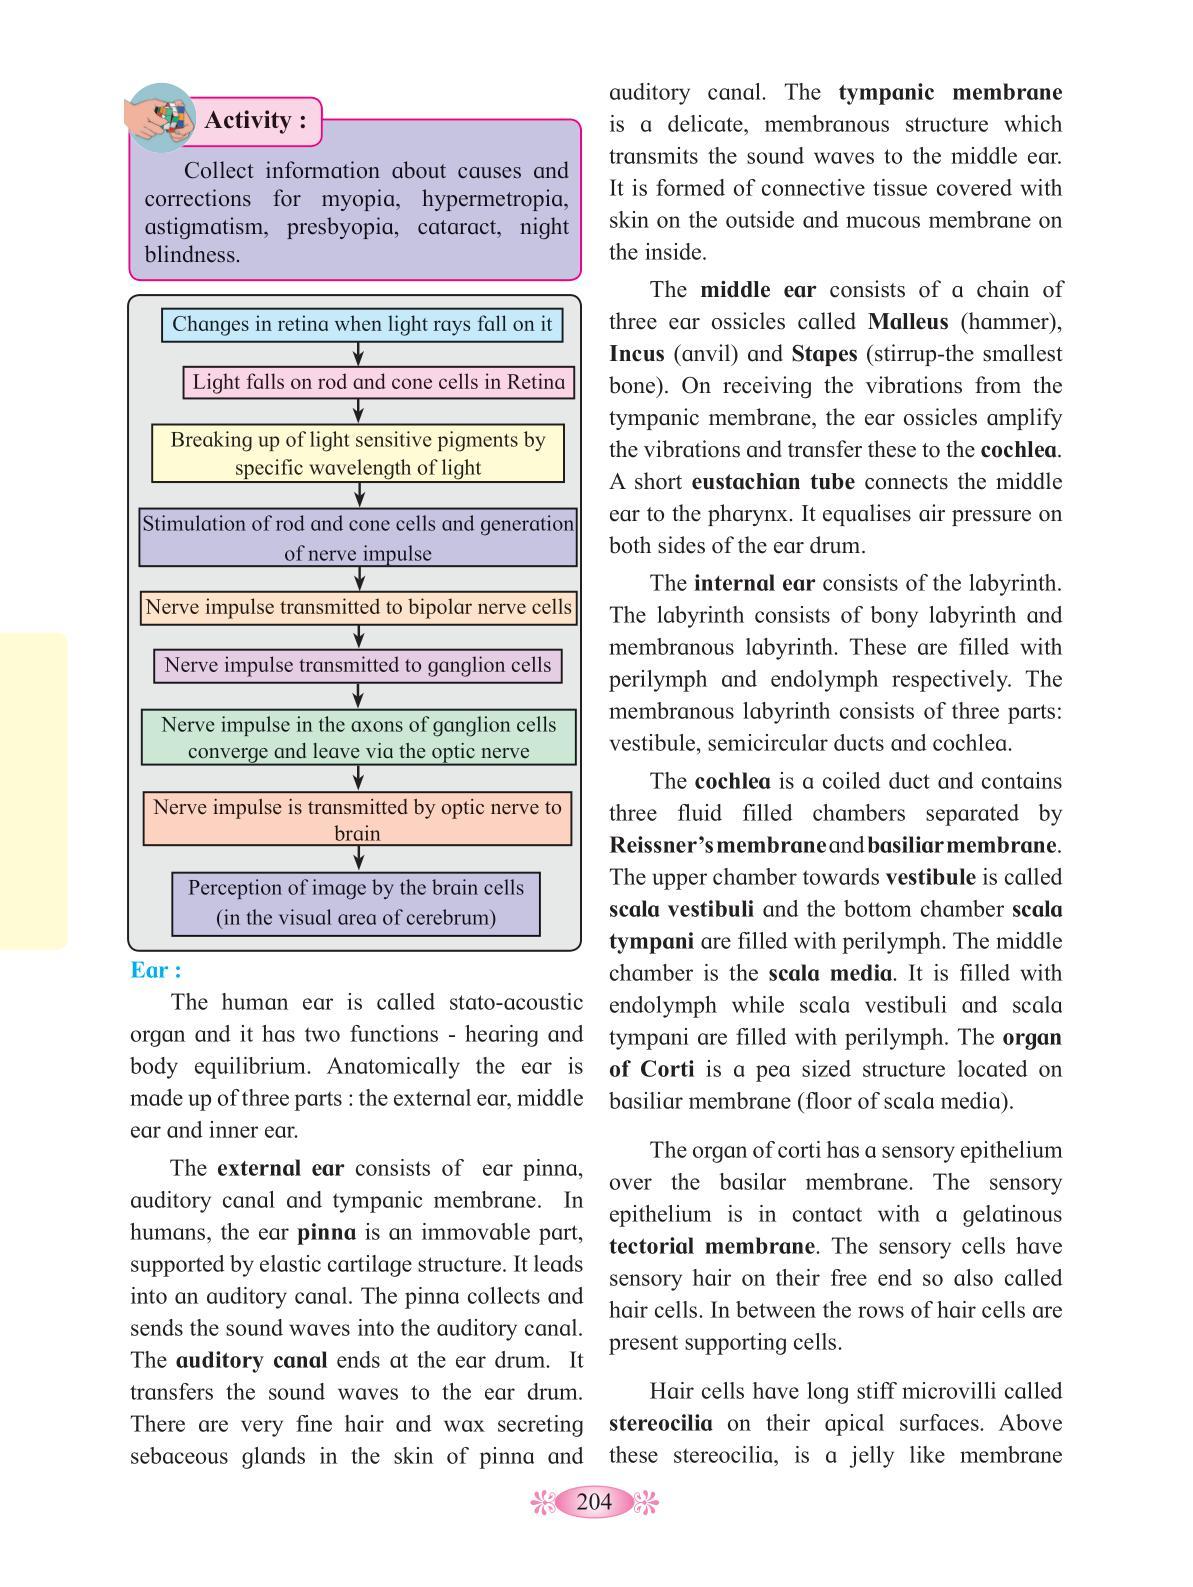 Activity :
Collect information about causes and
corrections for myopia, hypermetropia,
astigmatism, presbyopia, cataract, night
blindness.
Changes in retina when light rays fall on it
Light falls on rod and cone cells in Retina
Breaking up of light sensitive pigments by
specific wavelength of light
Stimulation of rod and cone cells and generation
of nerve impulse
Nerve impulse transmitted to bipolar nerve cells
Nerve impulse transmitted to ganglion cells
Nerve impulse in the axons of ganglion cells
converge and leave via the optic nerve
Nerve impulse is transmitted by optic nerve to
brain
Perception of image by the brain cells
(in the visual area of cerebrum)
Ear :
The human ear is called stato-acoustic
organ and it has two functions - hearing and
body equilibrium. Anatomically the ear is
made up of three parts : the external ear, middle
ear and inner ear.
The external ear consists of ear pinna,
auditory canal and tympanic membrane. In
humans, the ear pinna is an immovable part,
supported by elastic cartilage structure. It leads
into an auditory canal. The pinna collects and
sends the sound waves into the auditory canal.
The auditory canal ends at the ear drum. It
transfers the sound waves to the ear drum.
There are very fine hair and wax secreting
sebaceous glands in the skin of pinna and
auditory canal. The tympanic membrane
is a delicate, membranous structure which
transmits the sound waves to the middle ear.
It is formed of connective tissue covered with
skin on the outside and mucous membrane on
the inside.
The middle ear consists of a chain of
three ear ossicles called Malleus (hammer),
Incus (anvil) and Stapes (stirrup-the smallest
bone). On receiving the vibrations from the
tympanic membrane, the ear ossicles amplify
the vibrations and transfer these to the cochlea.
A short eustachian tube connects the middle
ear to the pharynx. It equalises air pressure on
both sides of the ear drum.
The internal ear consists of the labyrinth.
The labyrinth consists of bony labyrinth and
membranous labyrinth. These are filled with
perilymph and endolymph respectively. The
membranous labyrinth consists of three parts:
vestibule, semicircular ducts and cochlea.
The cochlea is a coiled duct and contains
three fluid filled chambers separated by
Reissner's membrane and basiliar membrane.
The upper chamber towards vestibule is called
scala vestibuli and the bottom chamber scala
tympani are filled with perilymph. The middle
chamber is the scala media. It is filled with
endolymph while scala vestibuli and scala
tympani are filled with perilymph. The organ
of Corti is a pea sized structure located on
basiliar membrane (floor of scala media).
The organ of corti has a sensory epithelium
over the basilar membrane. The sensory
epithelium is in contact with a gelatinous
tectorial membrane. The sensory cells have
sensory hair on their free end so also called
hair cells. In between the rows of hair cells are
present supporting cells.
Hair cells have long stiff microvilli called
stereocilia on their apical surfaces. Above
these stereocilia, is a jelly like membrane
204